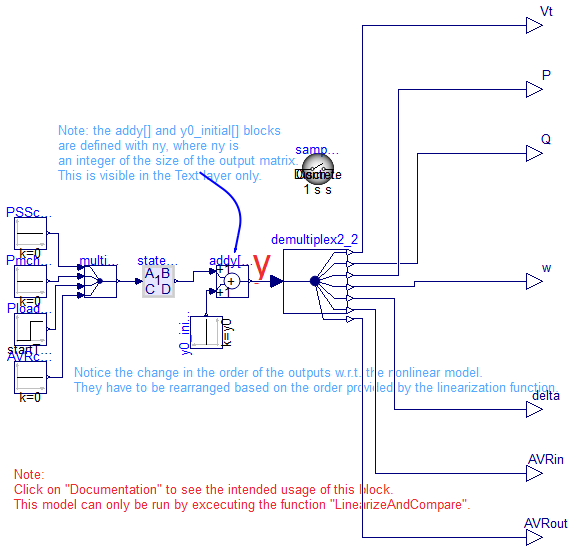 Vt
P
Note: the addy[] and y0_initial[] blocks
are defined with ny, where ny is
an integer of the size of the output matrix.
This is visible in the Text layer only.
samp...
Q
Discrete
1 s s
PSSc...
k=0
demultiplex2_2
Pmch...
k=0
multi...
state...
A B
1
C D
addy[...
+
+
+
y
w
Pload...
startT...
y0_ini...
k=y0
AVRc...
k=0
Notice the change in the order of the outputs w.r.t. the nonlinear model.
They have to be rearranged based on the order provided by the linearization function.
delta
Note:
Click on "Documentation" to see the intended usage of this block.
This model can only be run by excecuting the function "LinearizeAndCompare".
AVRin
AVRout